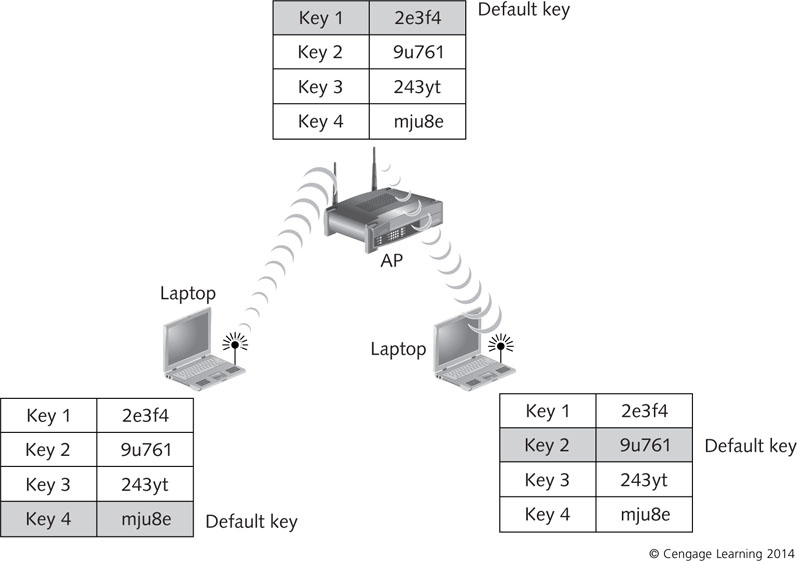 Key 1 2e3f4 Default key
Key 2 9u761
Key 3 243yt
Key 4 mju8e
AP
Laptop
Laptop
Key 1 2e3f4
Key 2 9u761
Key 3 243yt
Key 4 mju8e Default key
Key 1 2e3f4
Key 2 9u761 Default key
Key 3 243yt
Key 4 mju8e
© Cengage Learning 2014